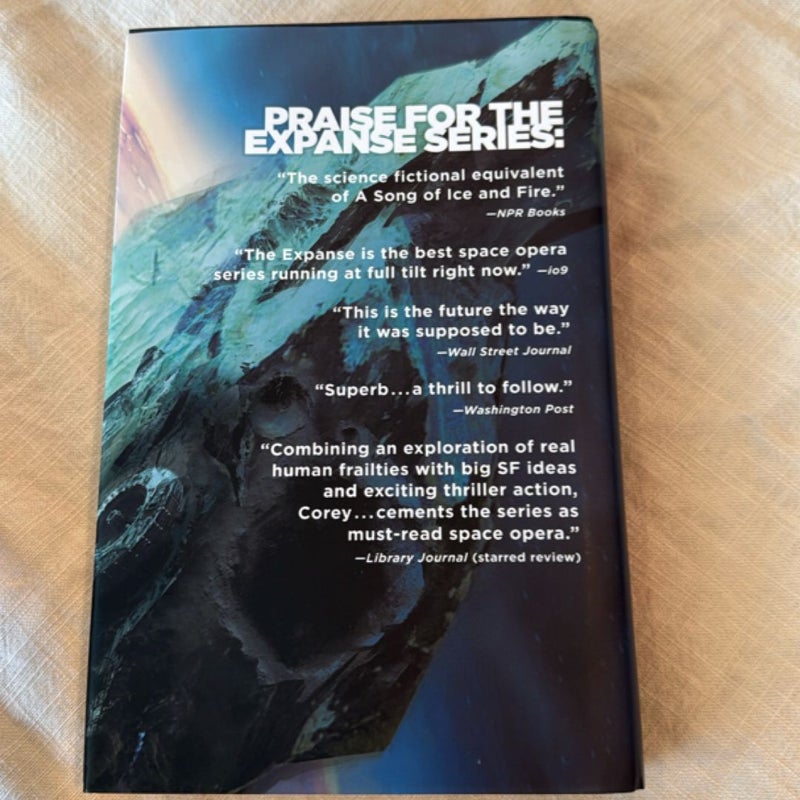 PRAISE FOR THE
EXPANSE SERIES:
“The science fictional equivalent
of A Song of Ice and Fire.”
—NPR Books
“The Expanse is the best space opera
series running at full tilt right now.” —io9
“This is the future the way
it was supposed to be.”
—Wall Street Journal
“Superb...a thrill to follow.”
—Washington Post
“Combining an exploration of real
human frailties with big SF ideas
and exciting thriller action,
Corey...cements the series as
must-read space opera.”
—Library Journal (starred review)